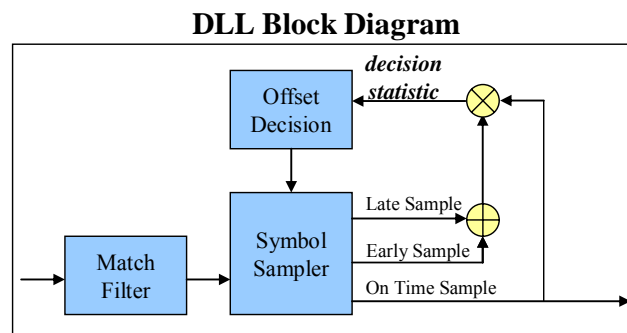 DLL Block Diagram
decision
statistic
Offset
Decision
Late Sample
Symbol
Sampler
Early Sample
Match
Filter
On Time Sample